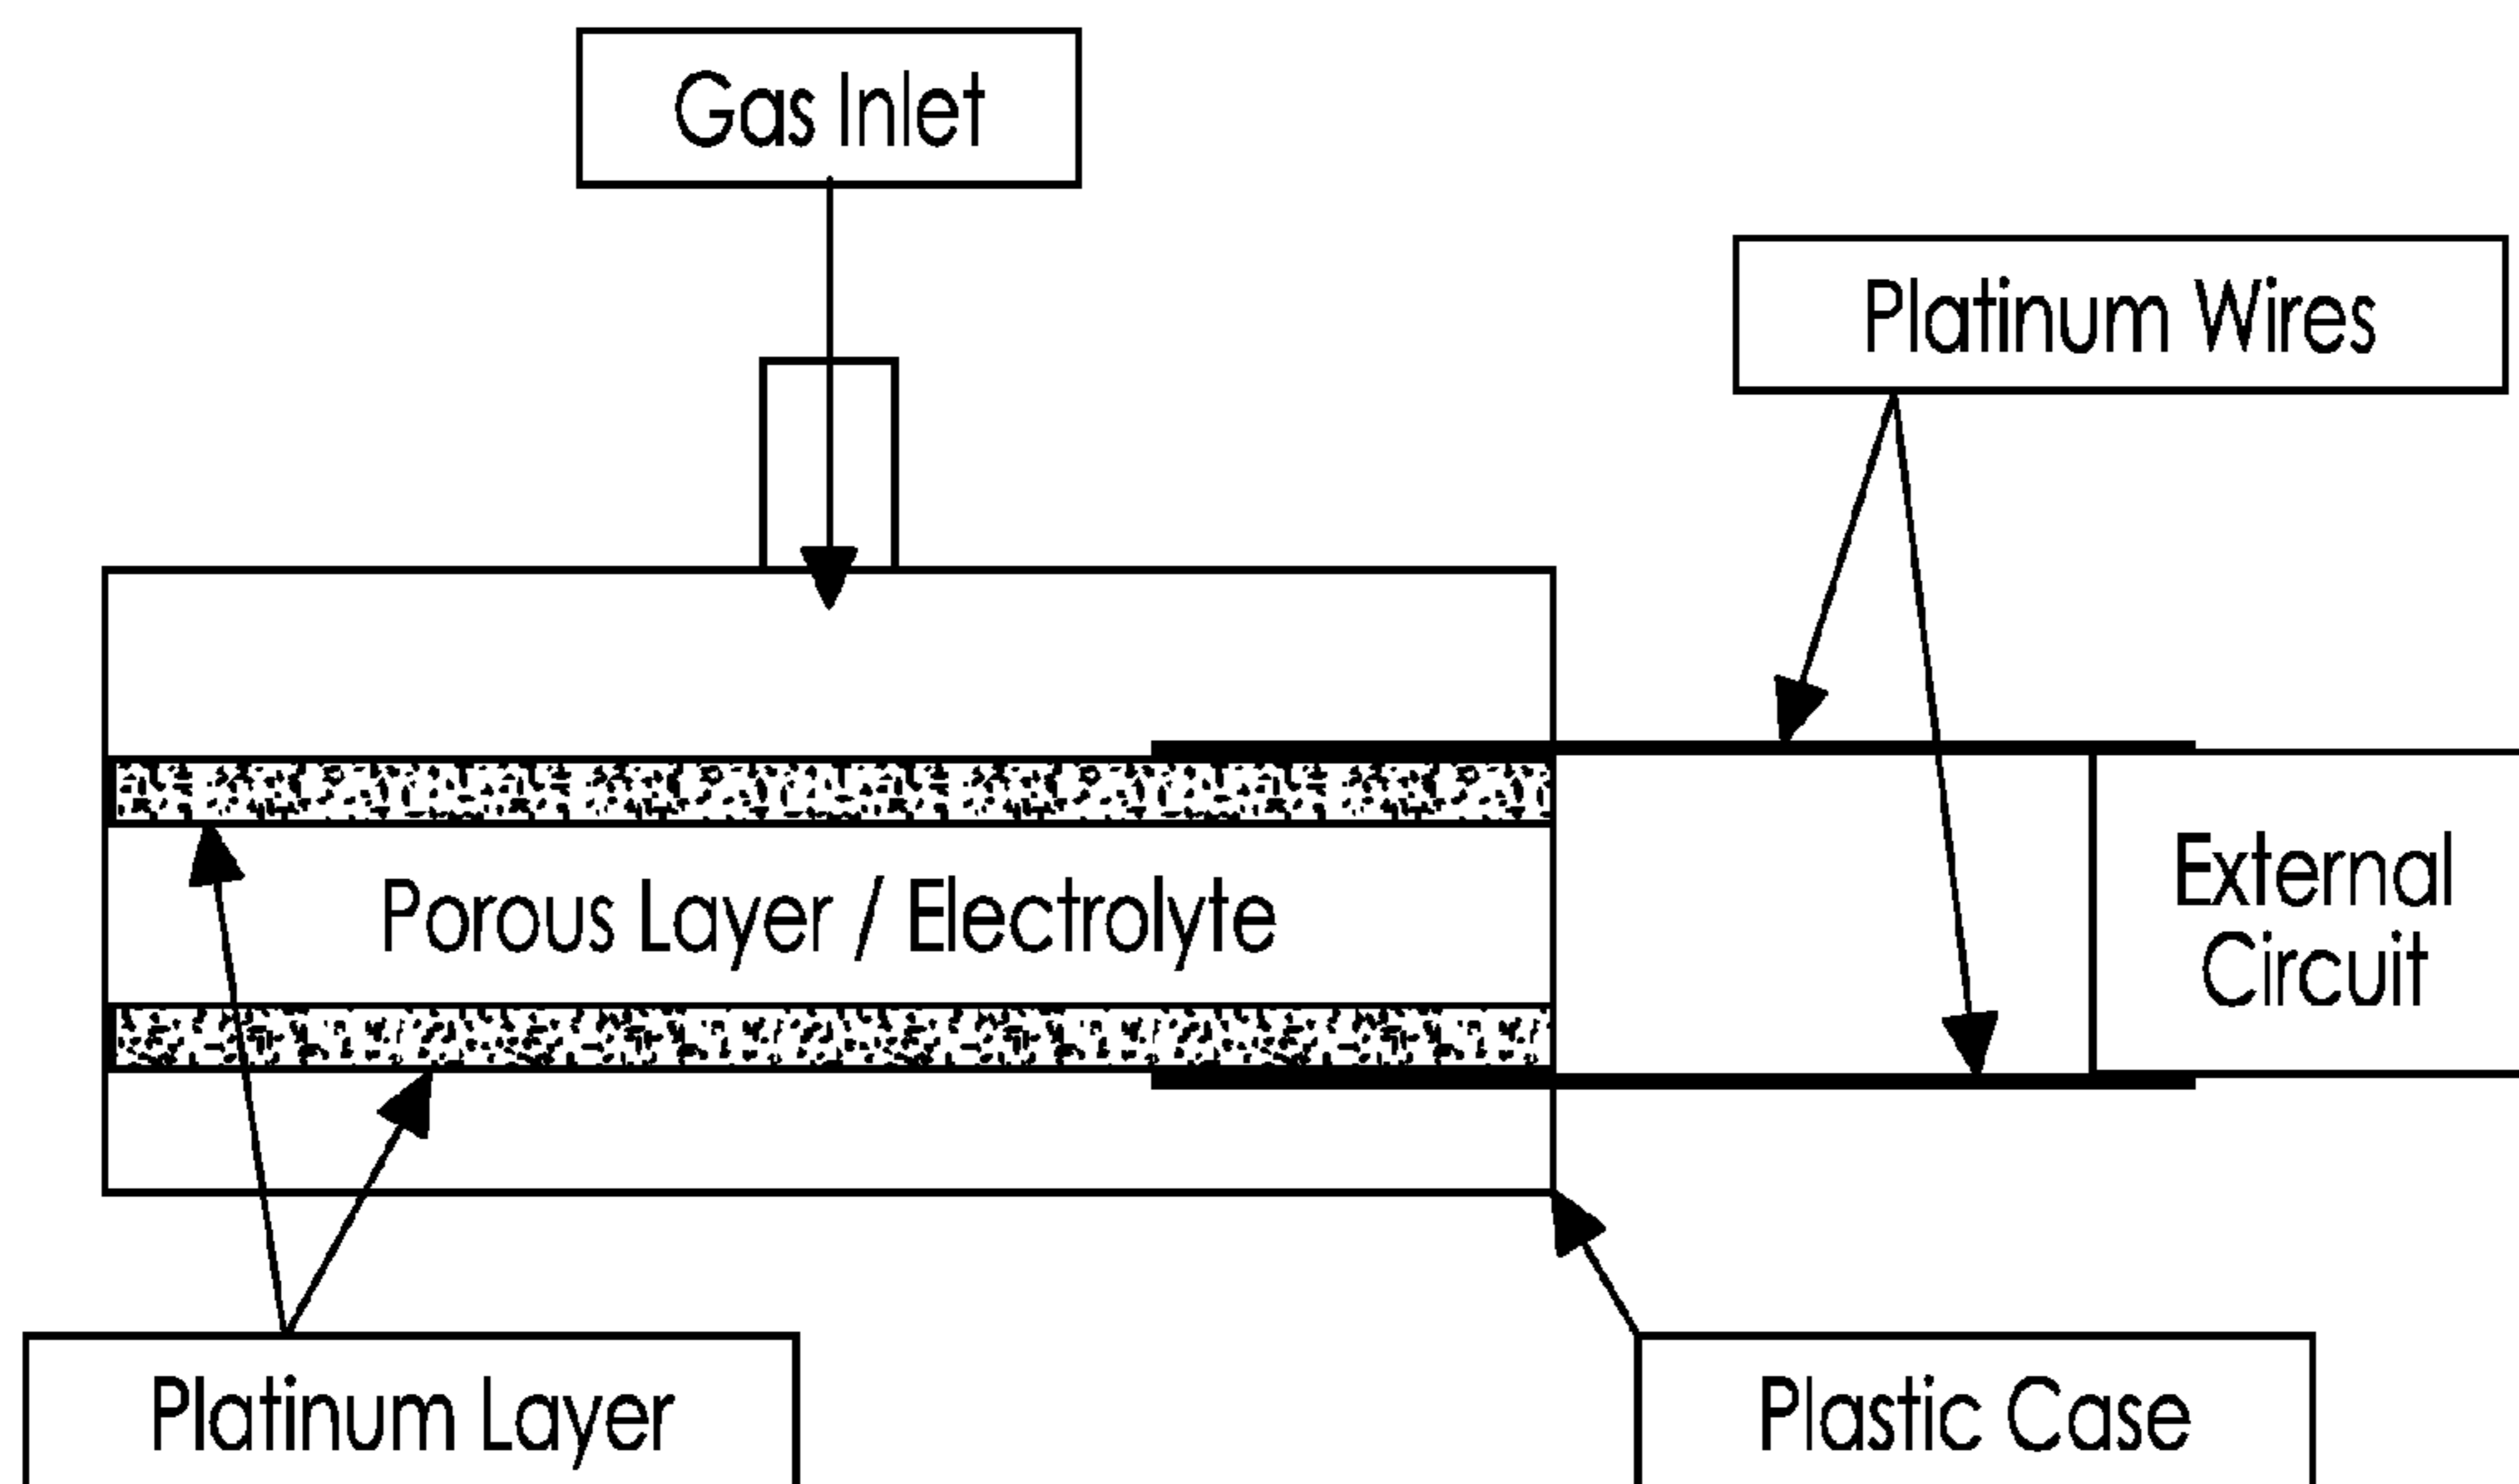 Gas Inlet
Platinum Wires
External
Circuit
Porous Layer / Electrolyte
Platinum Layer
Plastic Case